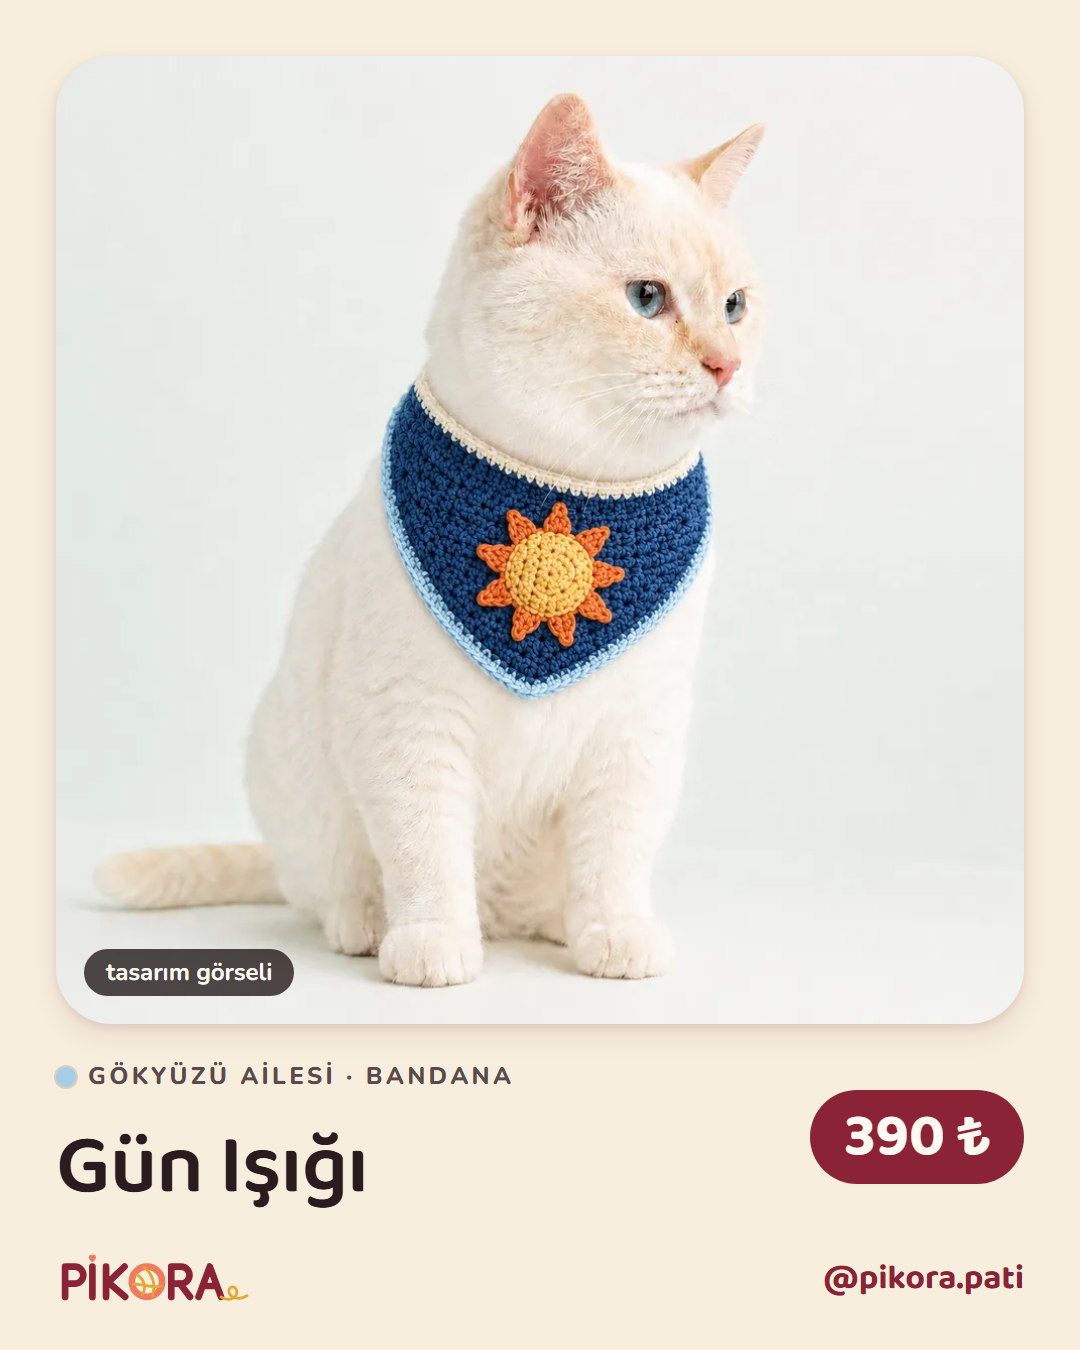 tasarım görseli
GÖKYÜZÜ AİLESİ · BANDANA
Gün Işığı
390 ₺
PİKORA
@pikora.pati